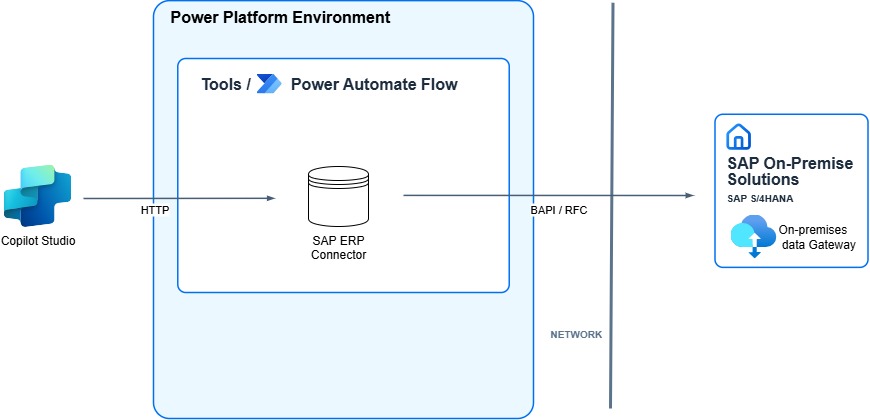 Power Platform Environment
Tools / Power Automate Flow
SAP On-Premise
Solutions
SAP S/4HANA
HTTP
BAPI / RFC
Copilot Studio
SAP ERP
Connector
On-premises
data Gateway
NETWORK